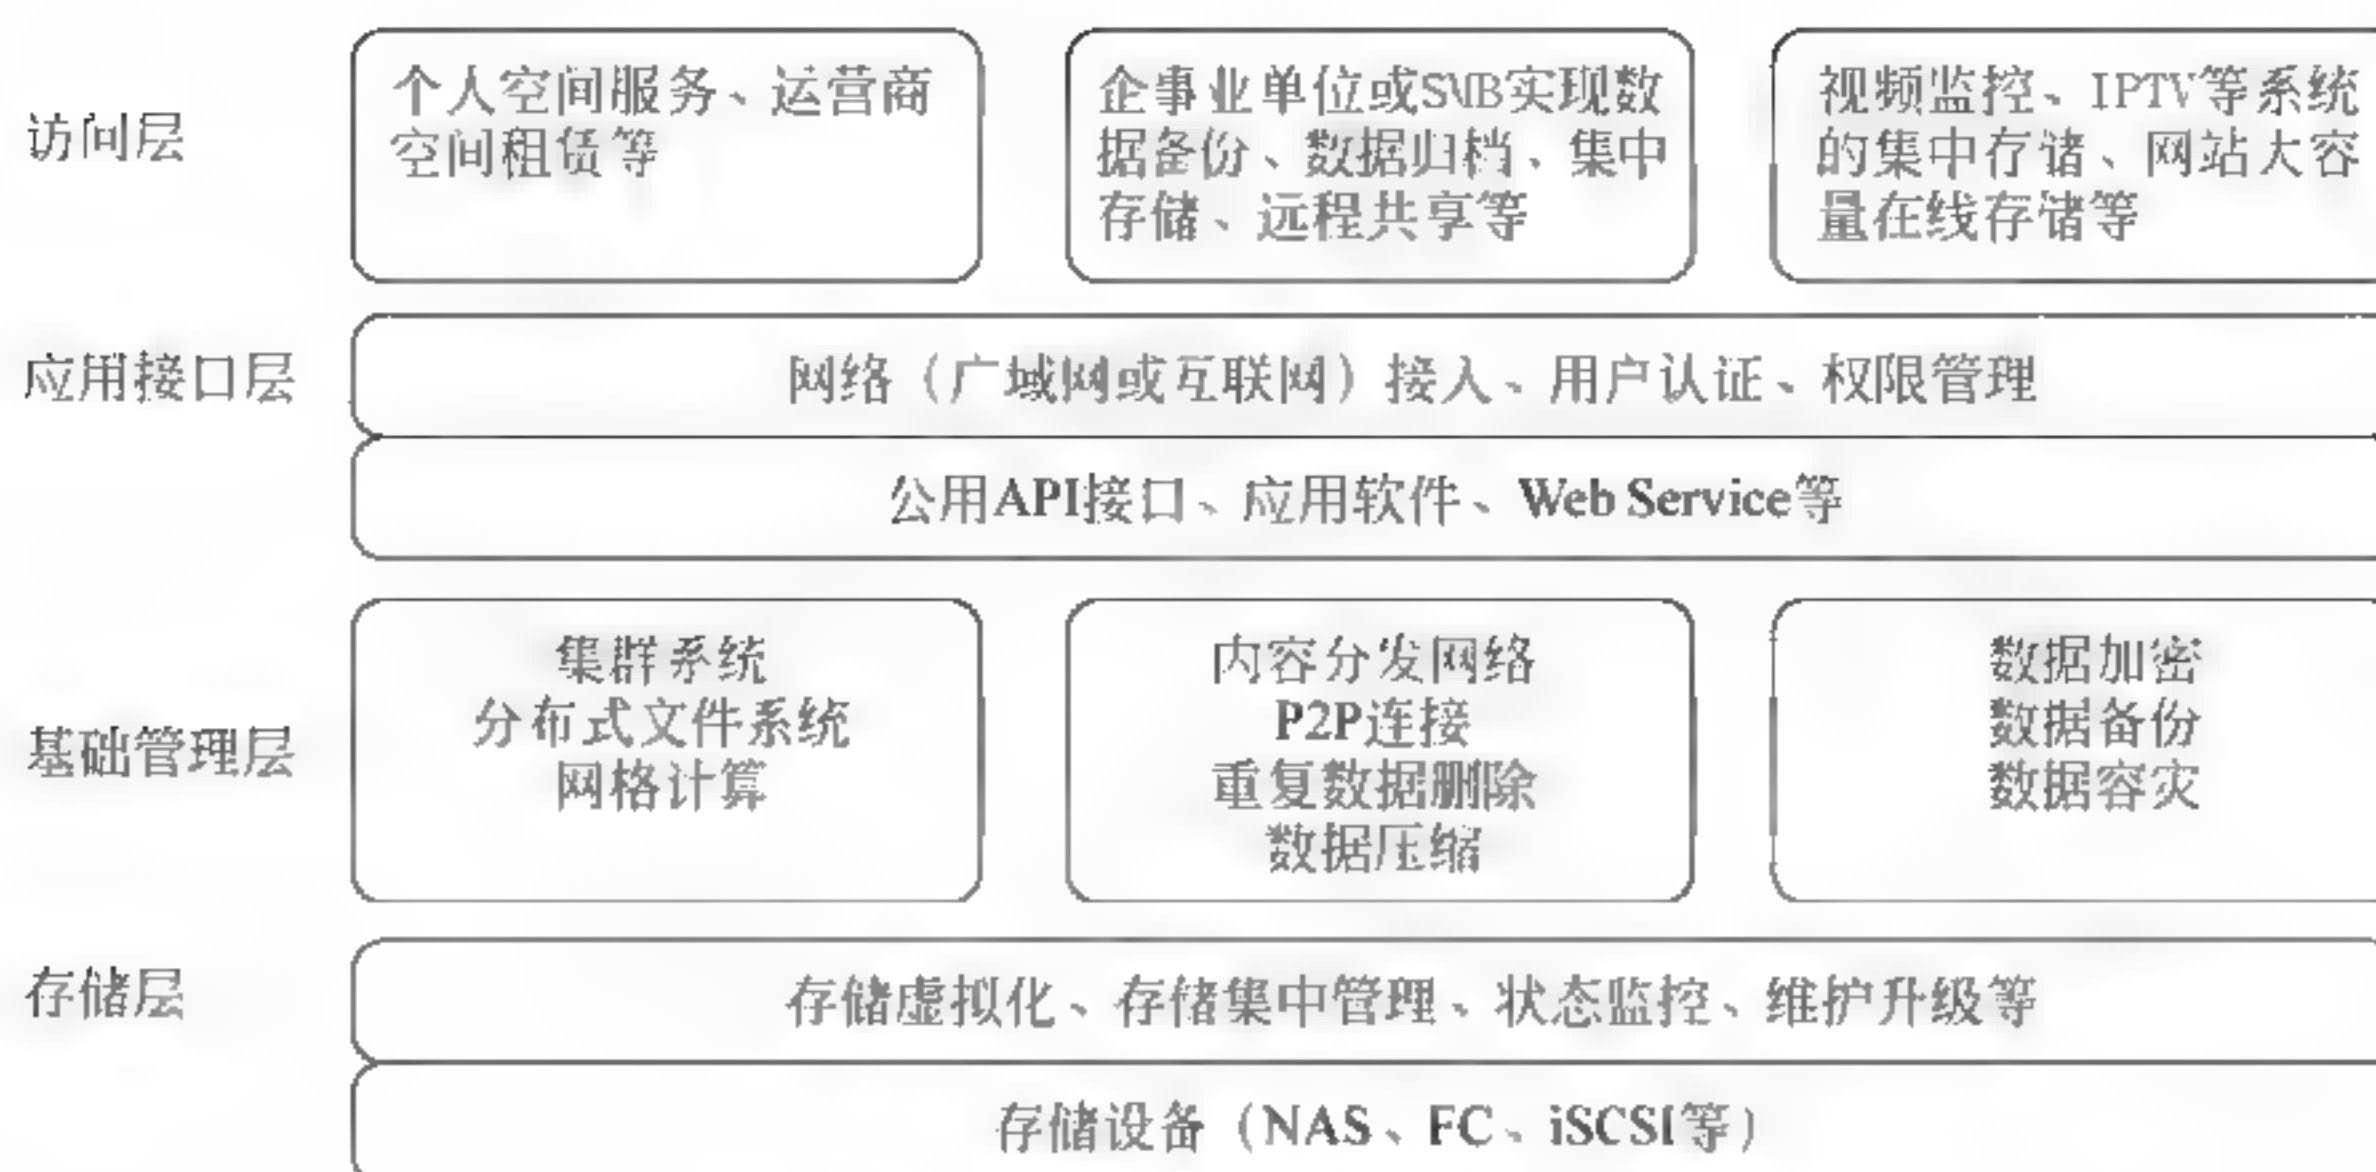 访问层
个人空间服务、运营商
空间租赁等
企事业单位或SMB实现数
据备份、数据归档、集中
存储、远程共享等
视频监控、IPTV等系统
的集中存储、网站大容
量在线存储等
应用接口层
网络（广域网或互联网）接入、用户认证、权限管理
公用API接口、应用软件、Web Service等
基础管理层
集群系统
分布式文件系统
网格计算
内容分发网络
P2P连接
重复数据删除
数据压缩
数据加密
数据备份
数据容灾
存储层
存储虚拟化、存储集中管理、状态监控、维护升级等
存储设备（NAS、FC、iSCSI等）